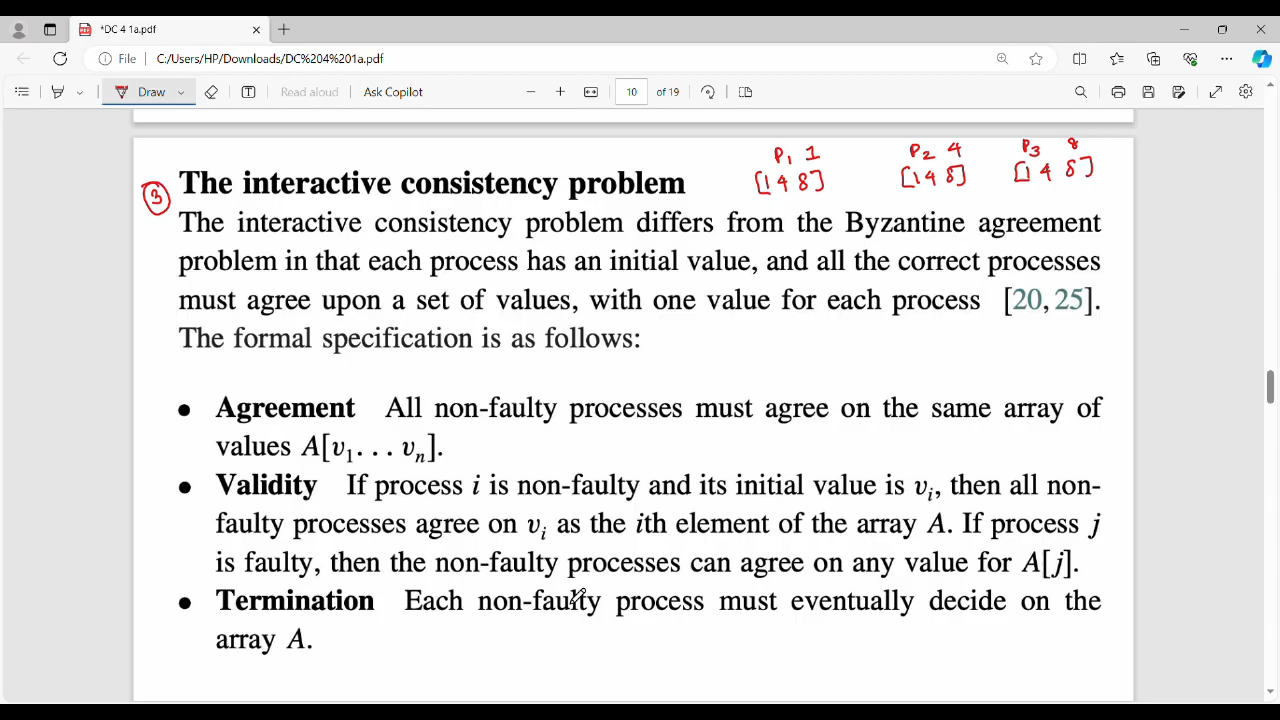 *DC 4 1a.pdf
File C:/Users/HP/Downloads/DC%204%201a.pdf
Draw Read aloud Ask Copilot 10 of 19
P1 1 P2 4 P3 8
[1 4 8] [1 4 8] [1 4 8]
3 The interactive consistency problem
The interactive consistency problem differs from the Byzantine agreement
problem in that each process has an initial value, and all the correct processes
must agree upon a set of values, with one value for each process [20, 25].
The formal specification is as follows:
• Agreement All non-faulty processes must agree on the same array of
values A[v₁. . . vₙ].
• Validity If process i is non-faulty and its initial value is vᵢ, then all non-
faulty processes agree on vᵢ as the ith element of the array A. If process j
is faulty, then the non-faulty processes can agree on any value for A[j].
• Termination Each non-faulty process must eventually decide on the
array A.